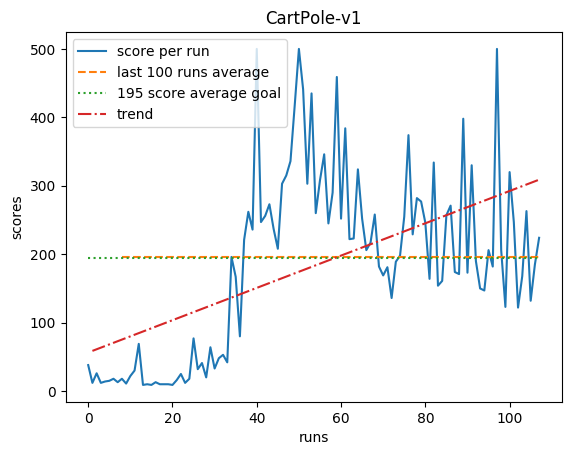 CartPole-v1
500
400
300
200
100
0
scores
score per run
last 100 runs average
195 score average goal
trend
0
20
40
60
80
100
runs